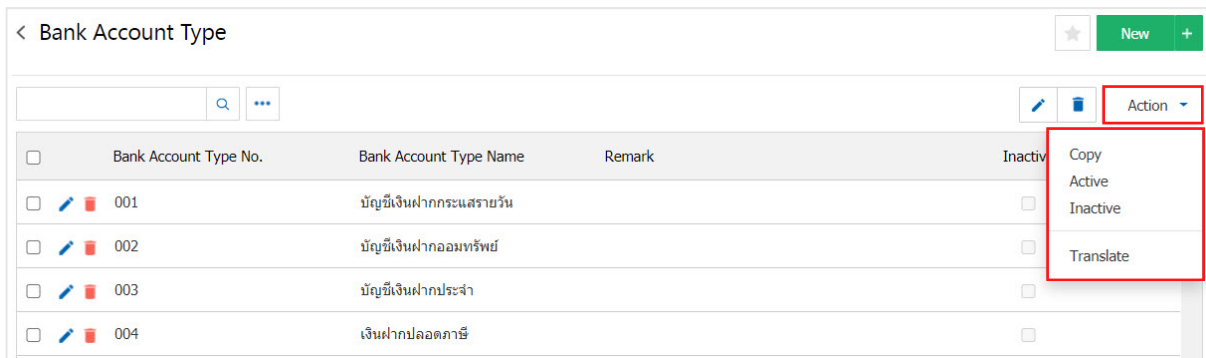 Bank Account Type
New +
Action
Bank Account Type No. Bank Account Type Name Remark Inactiv
Copy
Active
Inactive
Translate
001 บัญชีเงินฝากกระแสรายวัน
002 บัญชีเงินฝากออมทรัพย์
003 บัญชีเงินฝากประจำ
004 เงินฝากปลอดภาษี